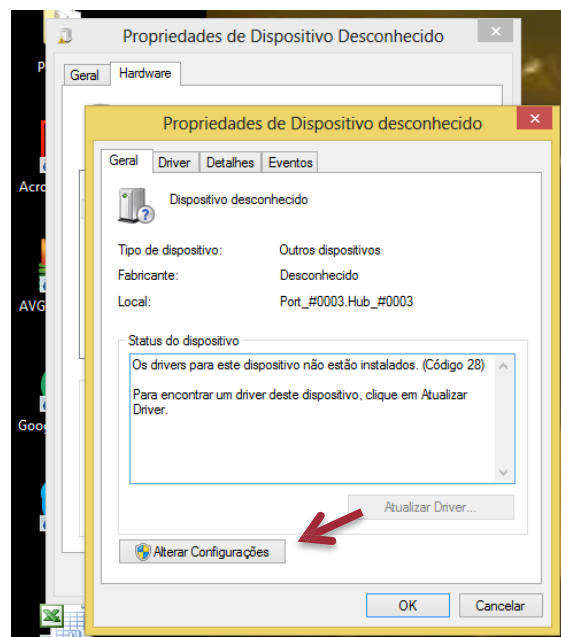 Propriedades de Dispositivo Desconhecido
Geral
Hardware
Propriedades de Dispositivo desconhecido
Geral
Driver
Detalhes
Eventos
Dispositivo desconhecido
Tipo de dispositivo: Outros dispositivos
Fabricante: Desconhecido
Local: Port_#0003.Hub_#0003
Status do dispositivo
Os drivers para este dispositivo não estão instalados. (Código 28)
Para encontrar um driver deste dispositivo, clique em Atualizar
Driver.
Atualizar Driver...
Alterar Configurações
OK
Cancelar
Acro
AVG
Goo